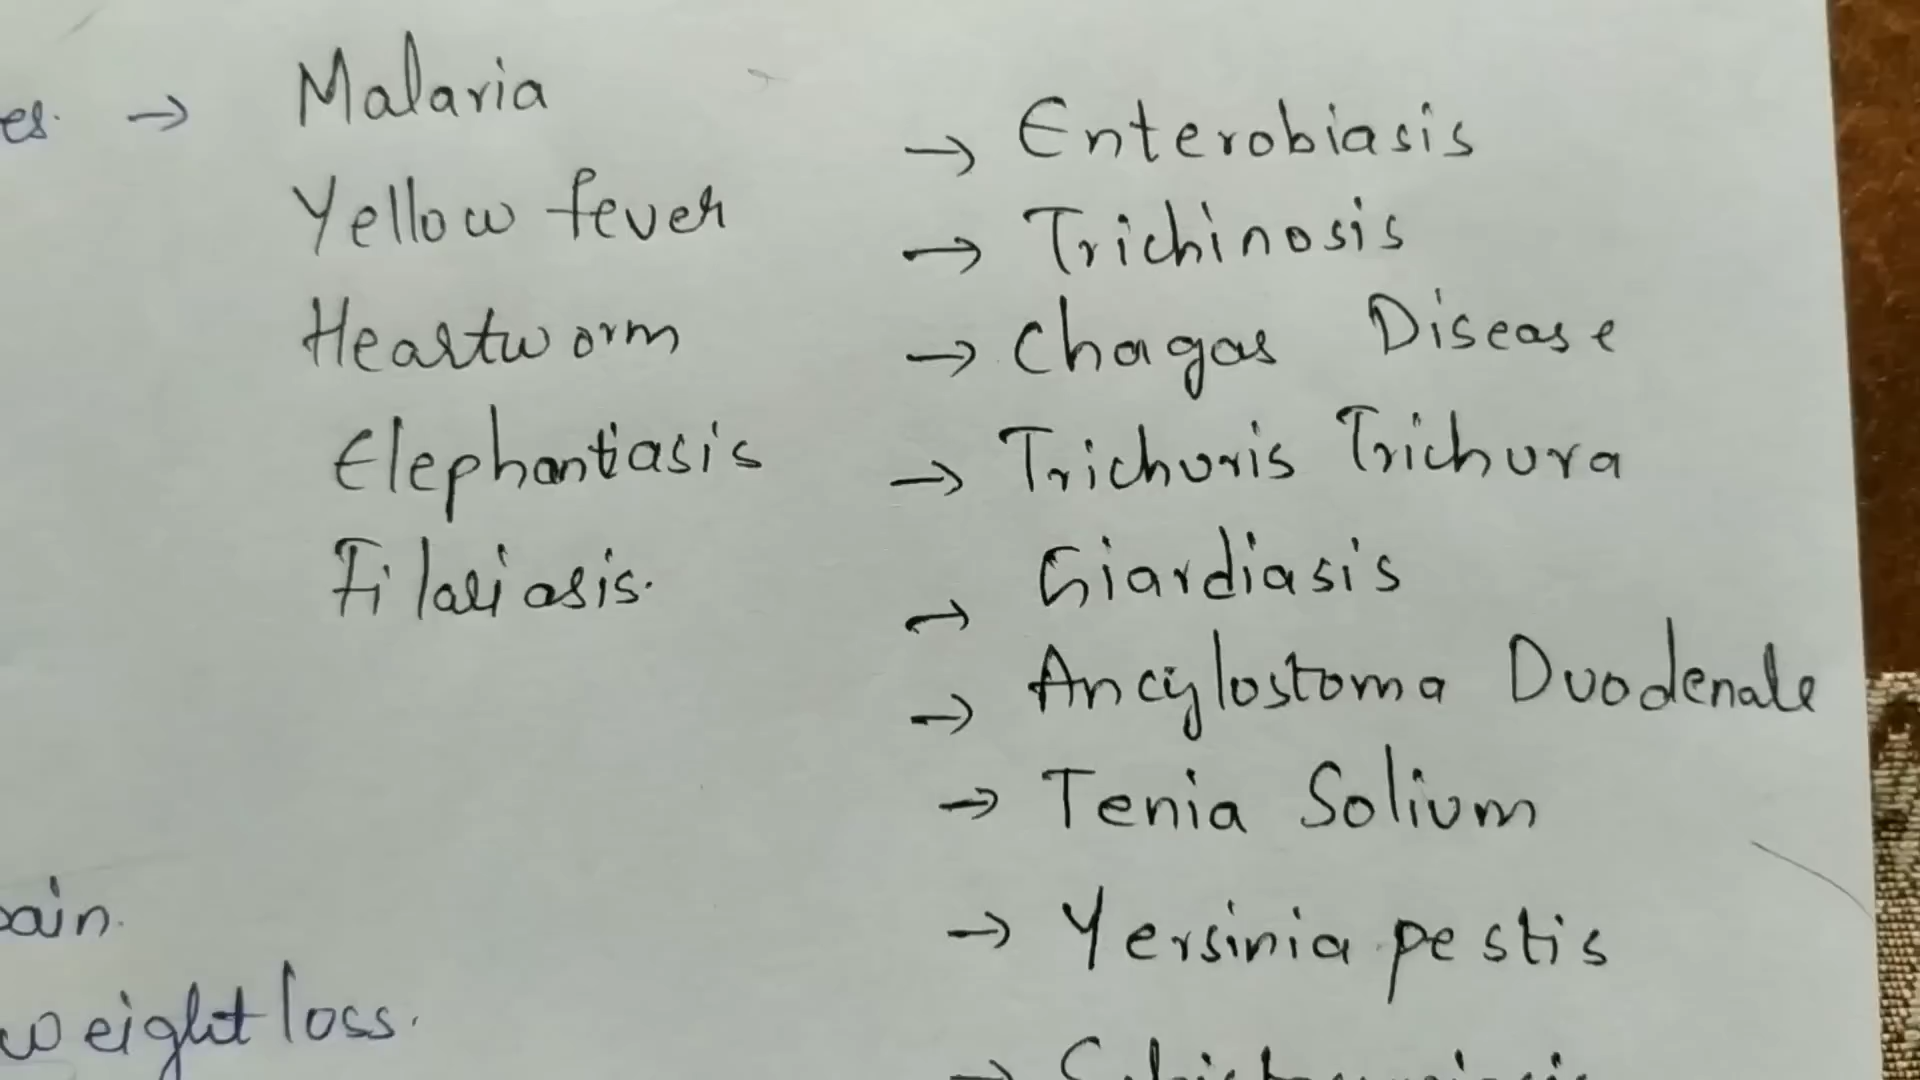 es. → Malaria
Yellow fever
Heartworm
Elephantiasis
Filariasis.
pain.
weight loss.
→ Enterobiasis
→ Trichinosis
→ Chagas Disease
→ Trichuris Trichura
→ Giardiasis
→ Ancylostoma Duodenale
→ Tenia Solium
→ Yersinia pestis